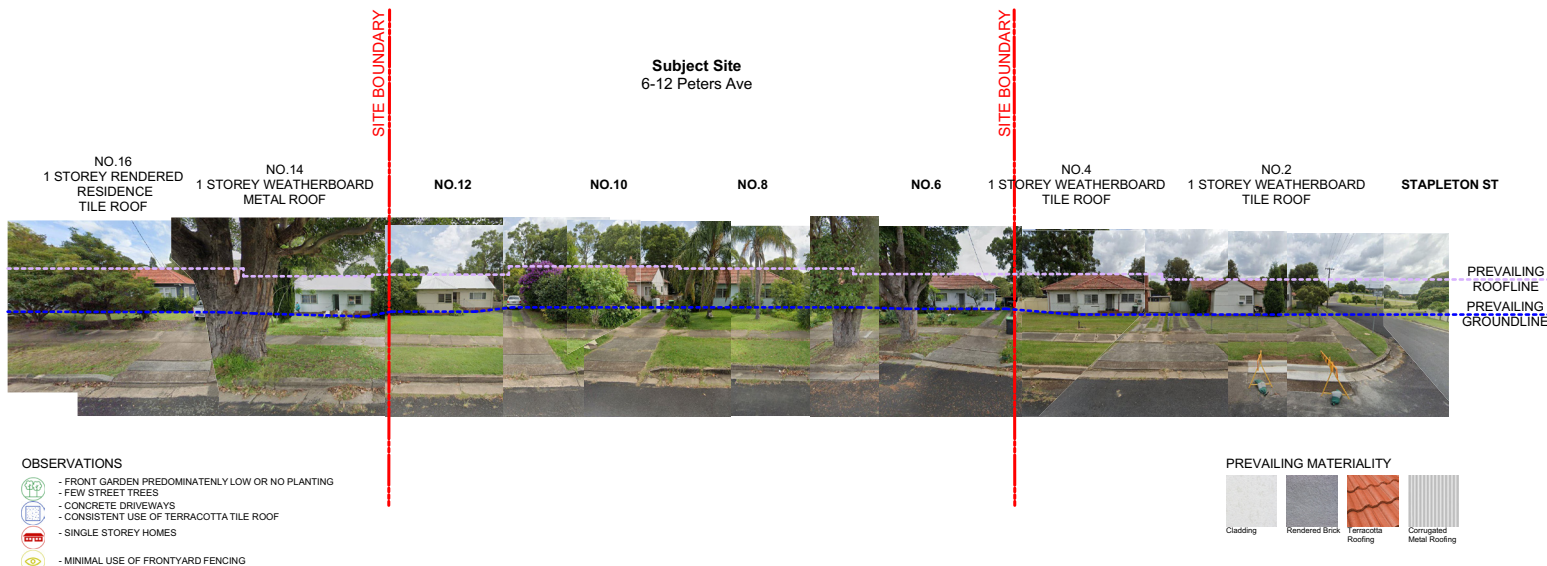 SITE BOUNDARY
SITE BOUNDARY
Subject Site
6-12 Peters Ave
NO.16
1 STOREY RENDERED
RESIDENCE
TILE ROOF
NO.14
1 STOREY WEATHERBOARD
METAL ROOF
NO.12
NO.10
NO.8
NO.6
NO.4
1 STOREY WEATHERBOARD
TILE ROOF
NO.2
1 STOREY WEATHERBOARD
TILE ROOF
STAPLETON ST
PREVAILING
ROOFLINE
PREVAILING
GROUNDLINE
OBSERVATIONS
- FRONT GARDEN PREDOMINATENLY LOW OR NO PLANTING
- FEW STREET TREES
- CONCRETE DRIVEWAYS
- CONSISTENT USE OF TERRACOTTA TILE ROOF
- SINGLE STOREY HOMES
- MINIMAL USE OF FRONTYARD FENCING
PREVAILING MATERIALITY
Cladding
Rendered Brick
Terracotta
Roofing
Corrugated
Metal Roofing